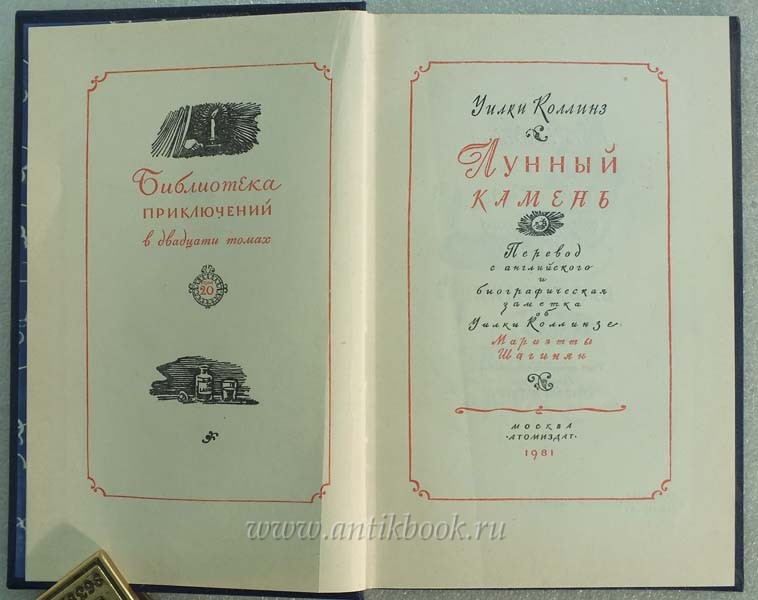 Библиотека
ПРИКЛЮЧЕНИЙ
в двадцати томах
20
Уилки Коллинз
Лунный
камень
Перевод
с английского
и
биографическая
заметка
об
Уилки Коллинзе
Мариэтты
Шагинян
МОСКВА
·АТОМИЗДАТ·
1981
www.antikbook.ru